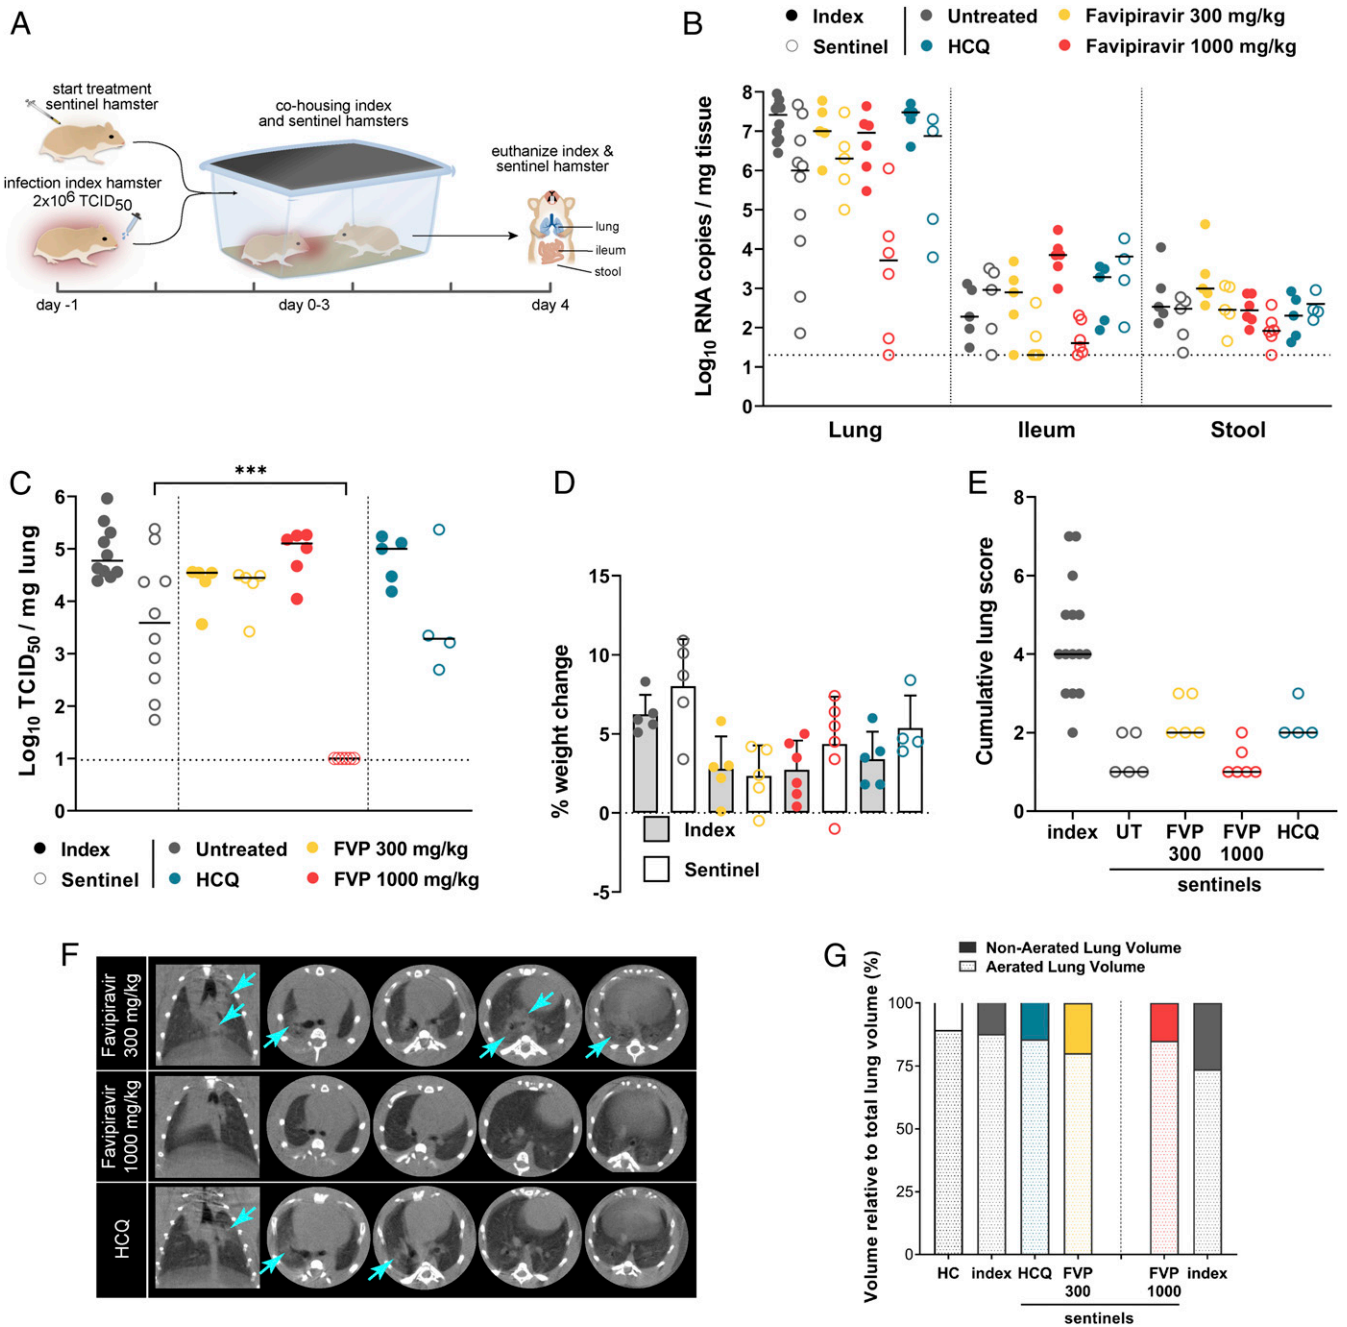 A
start treatment
sentinel hamster
infection index hamster
2x10⁶ TCID₅₀
co-housing index
and sentinel hamsters
euthanize index &
sentinel hamster
lung
ileum
stool
day -1
day 0-3
day 4
B
Index
Sentinel
Untreated
HCQ
Favipiravir 300 mg/kg
Favipiravir 1000 mg/kg
Log₁₀ RNA copies / mg tissue
8
7
6
5
4
3
2
1
0
Lung
Ileum
Stool
C
***
Log₁₀ TCID₅₀ / mg lung
6
5
4
3
2
1
0
Index
Sentinel
Untreated
HCQ
FVP 300 mg/kg
FVP 1000 mg/kg
D
% weight change
15
10
5
0
-5
Index
Sentinel
E
Cumulative lung score
8
6
4
2
0
index
UT
FVP
300
FVP
1000
HCQ
sentinels
F
Favipiravir
300 mg/kg
Favipiravir
1000 mg/kg
HCQ
G
Non-Aerated Lung Volume
Aerated Lung Volume
Volume relative to total lung volume (%)
100
75
50
25
0
HC
index
HCQ
FVP
300
FVP
1000
index
sentinels